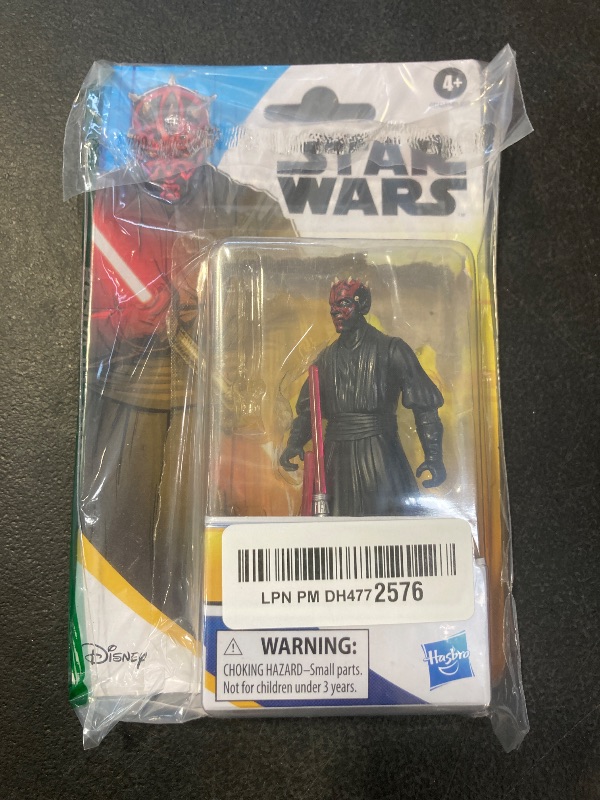 4+
STAR
WARS
LPN PM DH477 2576
WARNING:
CHOKING HAZARD–Small parts.
Not for children under 3 years.
Disney
Hasbro